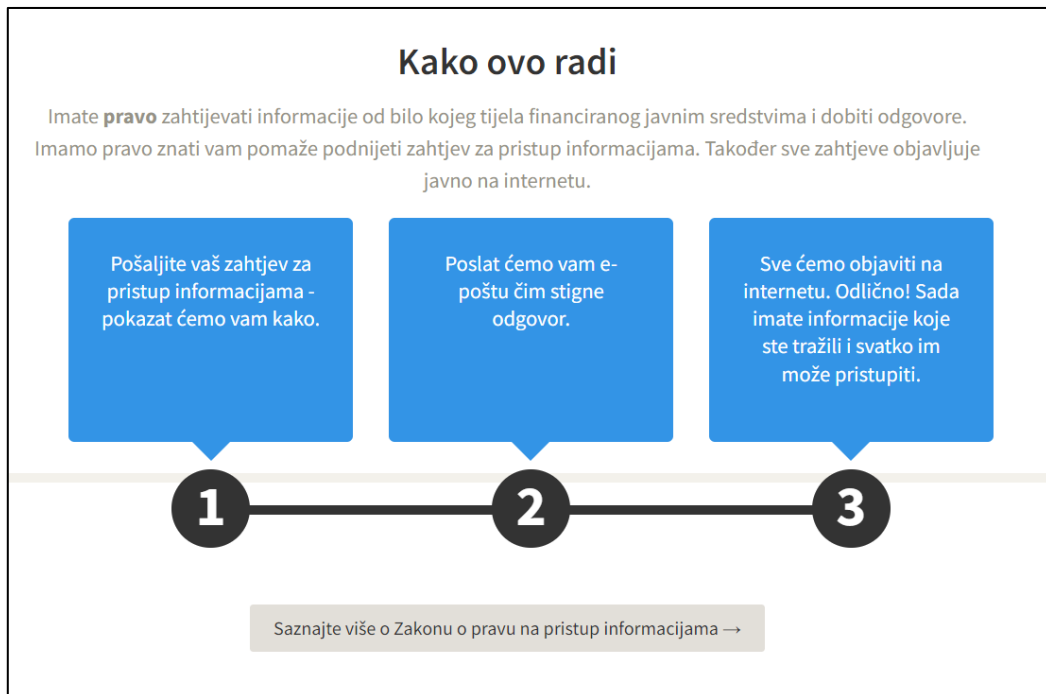 Kako ovo radi
Imate pravo zahtijevati informacije od bilo kojeg tijela financiranog javnim sredstvima i dobiti odgovore.
Imamo pravo znati vam pomaže podnijeti zahtjev za pristup informacijama. Također sve zahtjeve objavljuje
javno na internetu.
Pošaljite vaš zahtjev za
pristup informacijama -
pokazat ćemo vam kako.
Poslat ćemo vam e-
poštu čim stigne
odgovor.
Sve ćemo objaviti na
internetu. Odlično! Sada
imate informacije koje
ste tražili i svatko im
može pristupiti.
1
2
3
Saznajte više o Zakonu o pravu na pristup informacijama →